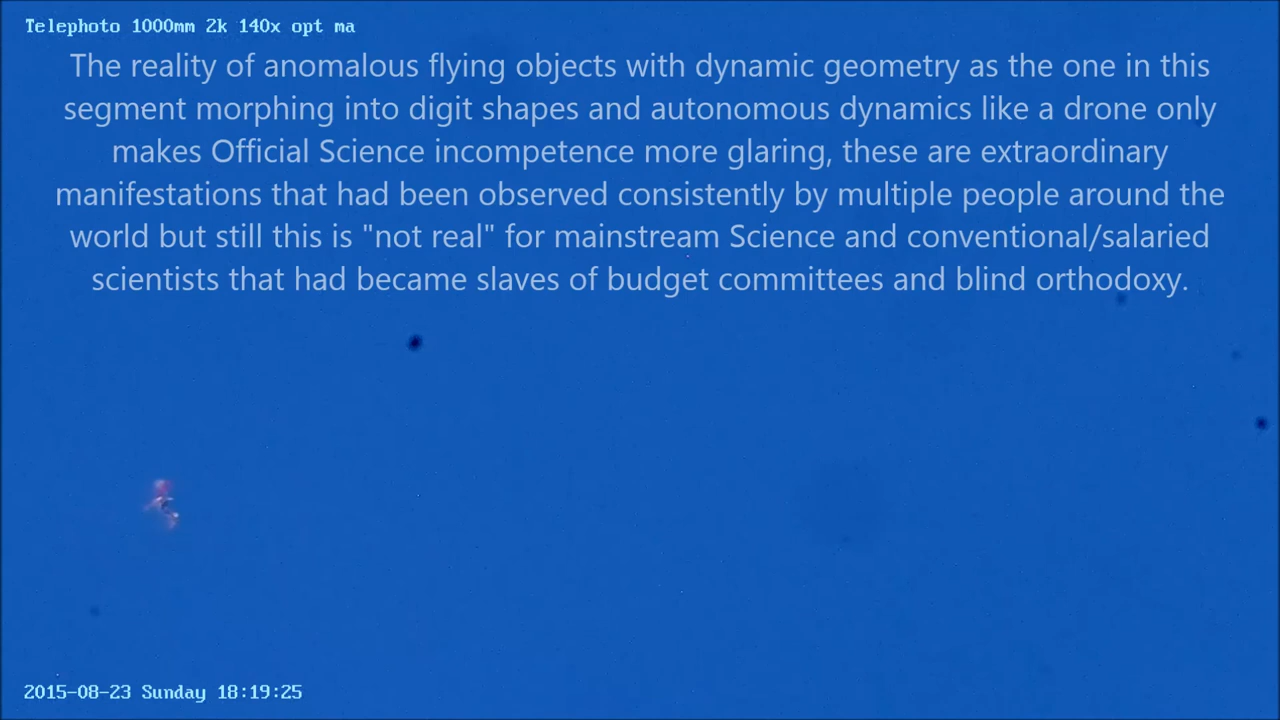 Telephoto 1000mm 2k 140x opt ma
The reality of anomalous flying objects with dynamic geometry as the one in this
segment morphing into digit shapes and autonomous dynamics like a drone only
makes Official Science incompetence more glaring, these are extraordinary
manifestations that had been observed consistently by multiple people around the
world but still this is "not real" for mainstream Science and conventional/salaried
scientists that had became slaves of budget committees and blind orthodoxy.
2015-08-23 Sunday 18:19:25